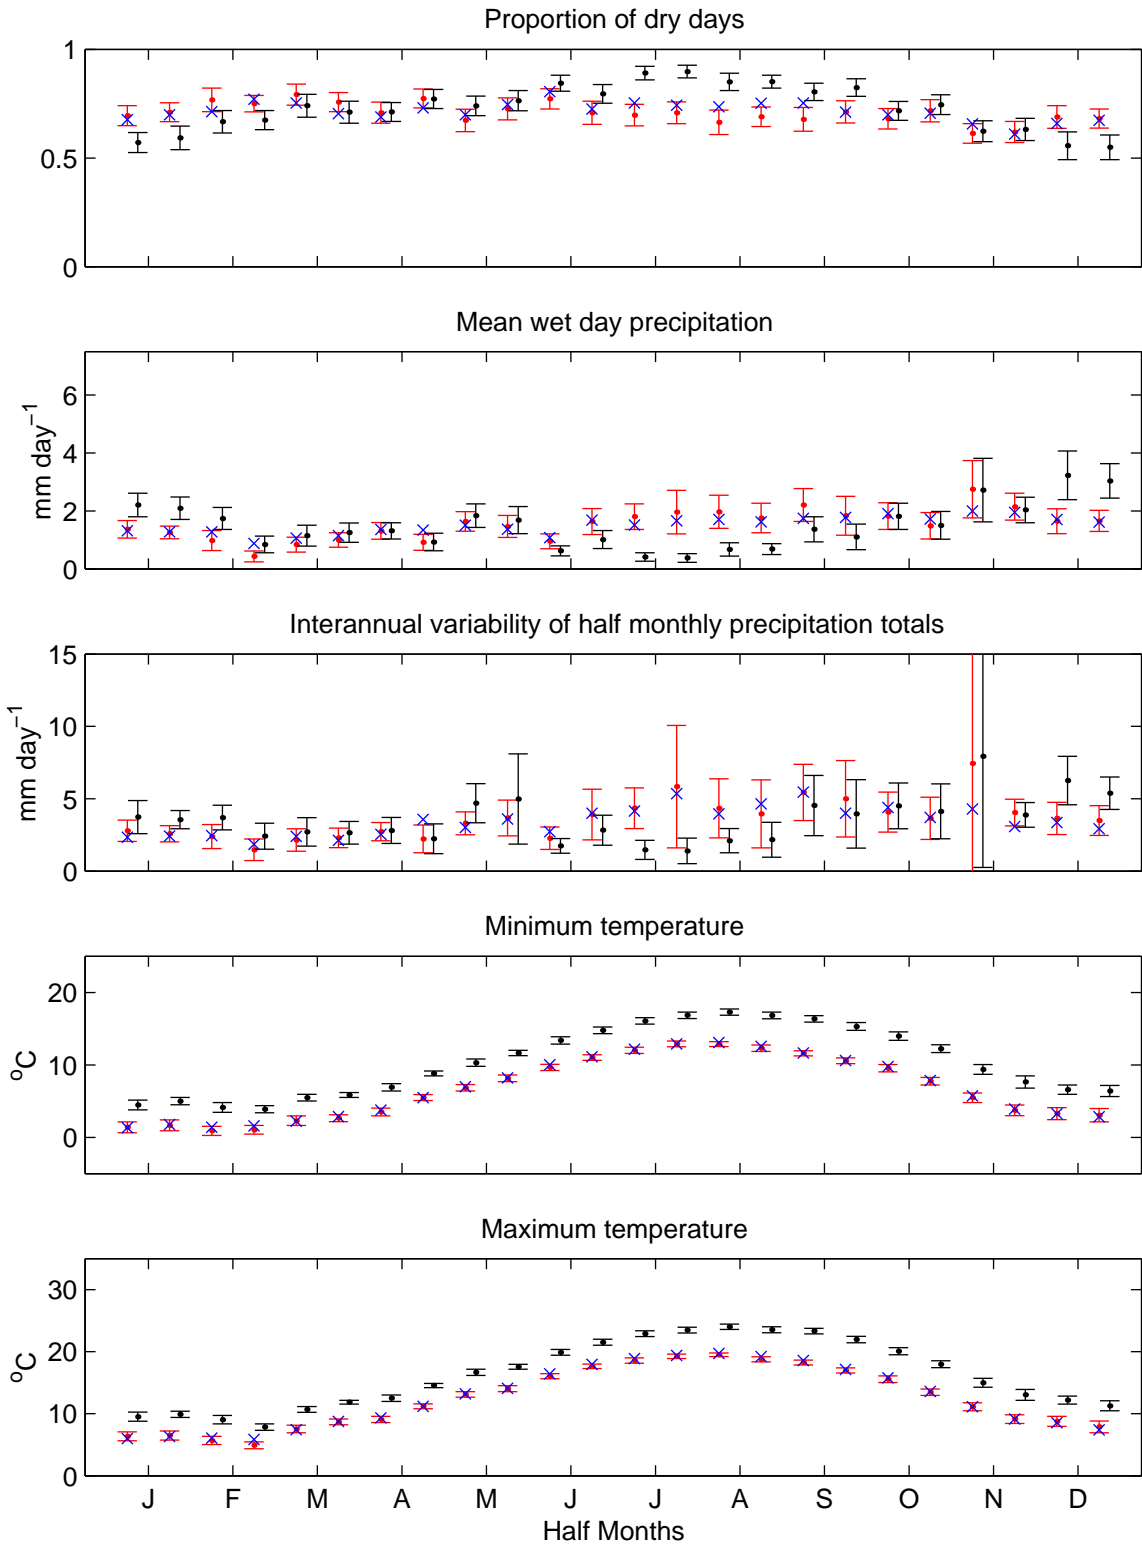 Proportion of dry days
1
0.5
0
Mean wet day precipitation
6
4
2
0
mm day⁻¹
Interannual variability of half monthly precipitation totals
15
10
5
0
mm day⁻¹
Minimum temperature
20
10
0
ºC
Maximum temperature
30
20
10
0
ºC
J F M A M J J A S O N D
Half Months